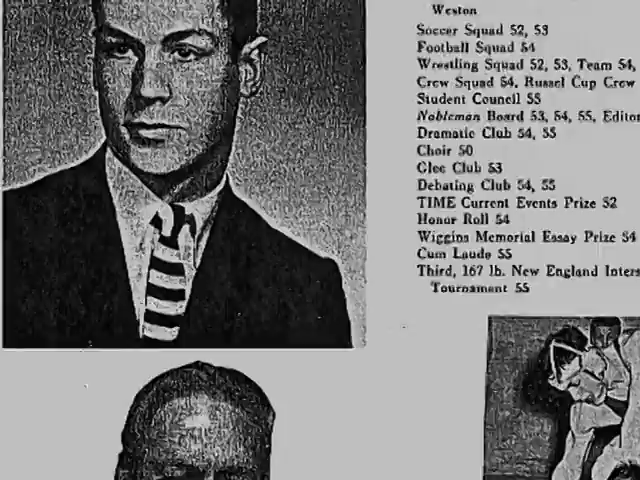 Weston
Soccer Squad 52, 53
Football Squad 54
Wrestling Squad 52, 53, Team 54,
Crew Squad 54, Russel Cup Crew
Student Council 55
Nobleman Board 53, 54, 55, Editor
Dramatic Club 54, 55
Choir 50
Glee Club 53
Debating Club 54, 55
TIME Current Events Prize 52
Honor Roll 54
Wiggins Memorial Essay Prize 54
Cum Laude 55
Third, 167 lb. New England Inters
Tournament 55